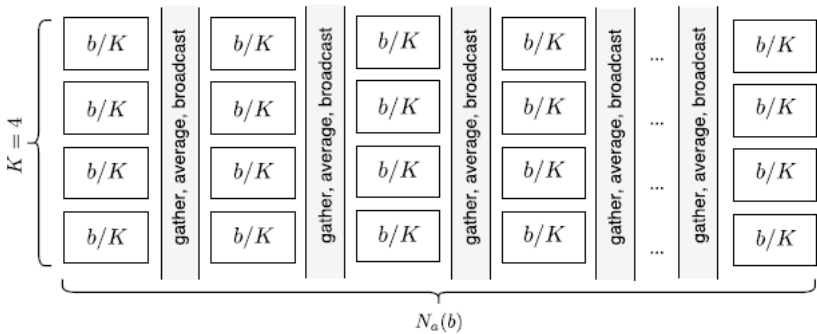 K = 4
b/K b/K b/K b/K ... b/K
b/K b/K b/K b/K ... b/K
b/K b/K b/K b/K ... b/K
b/K b/K b/K b/K ... b/K
gather, average, broadcast
gather, average, broadcast
gather, average, broadcast
gather, average, broadcast
gather, average, broadcast
N_a(b)